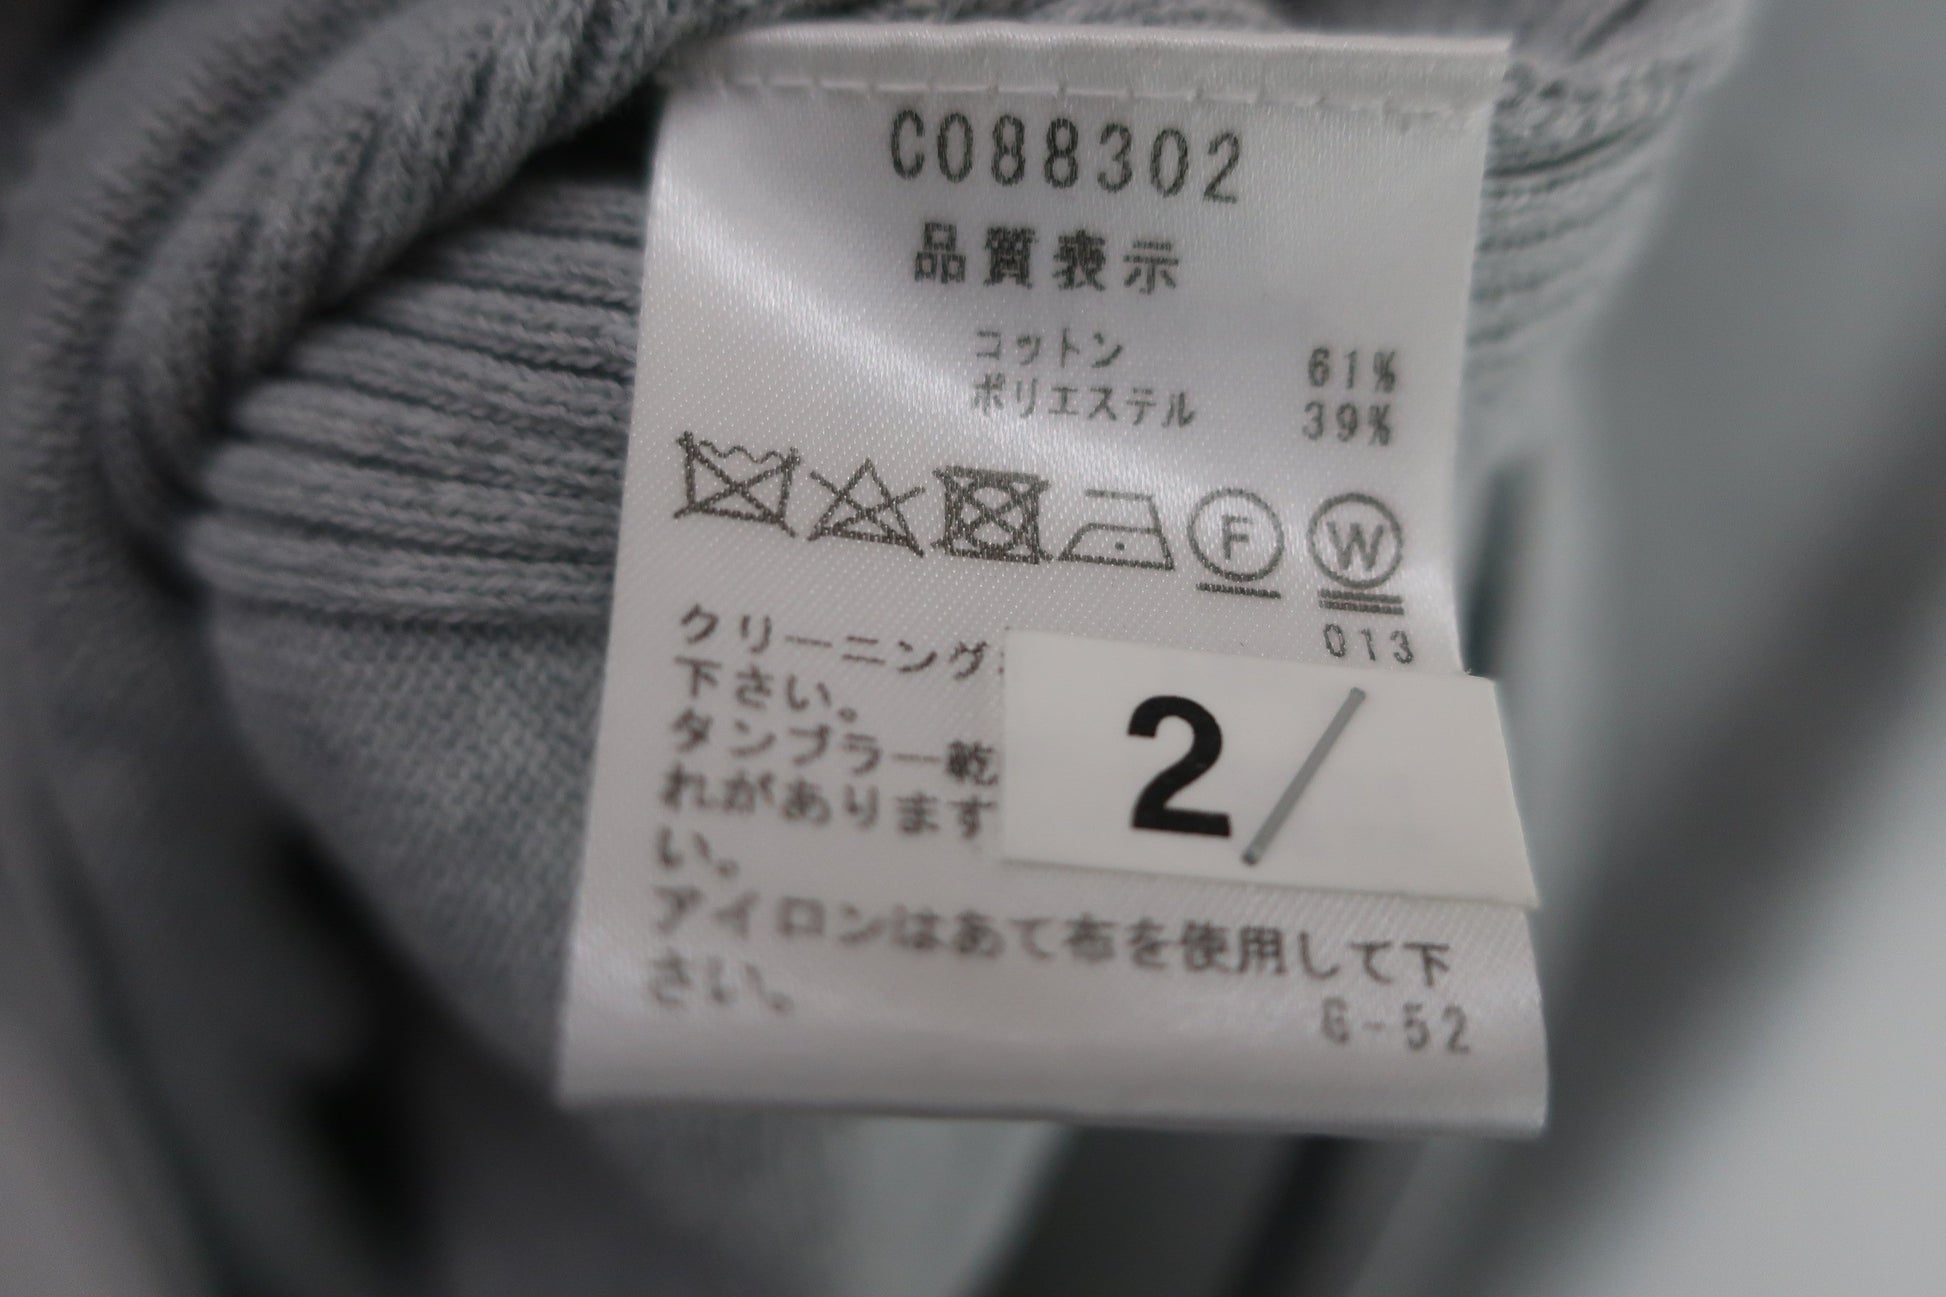 C088302
品質表示
コットン 61%
ポリエステル 39%
F W
013
クリーニング
下さい。
タンブラー乾
れがあります
い。
2/
アイロンはあて布を使用して下
さい。
G-52